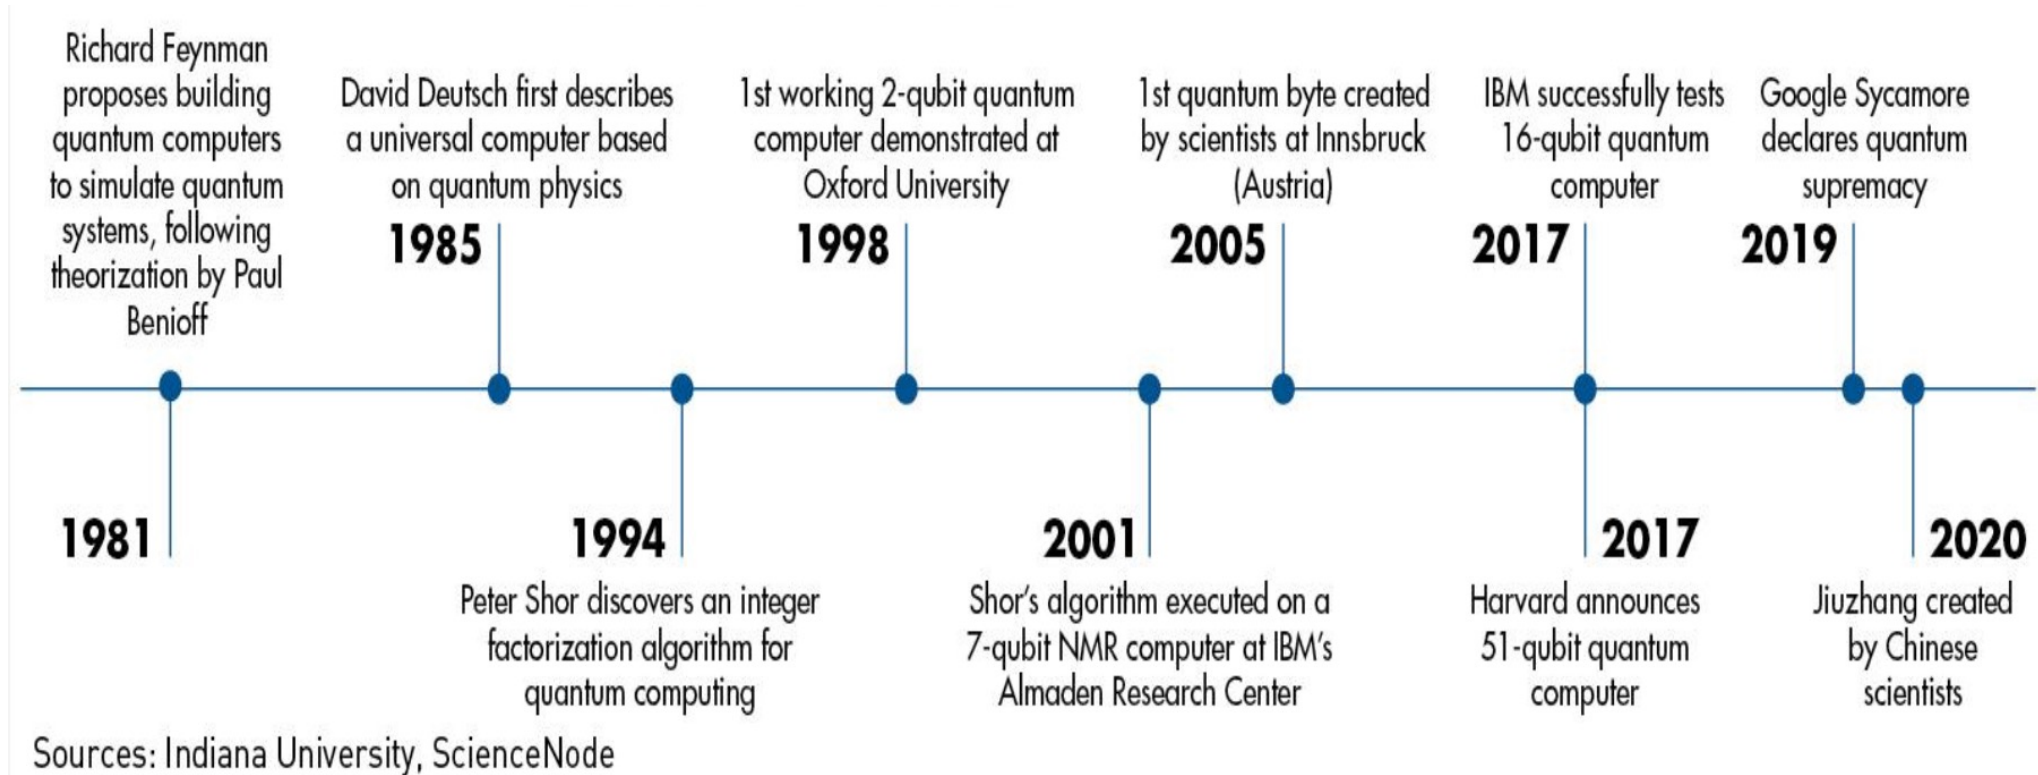 Richard Feynman
proposes building
quantum computers
to simulate quantum
systems, following
theorization by Paul
Benioff
1981
David Deutsch first describes
a universal computer based
on quantum physics
1985
1994
Peter Shor discovers an integer
factorization algorithm for
quantum computing
1st working 2-qubit quantum
computer demonstrated at
Oxford University
1998
2001
Shor's algorithm executed on a
7-qubit NMR computer at IBM's
Almaden Research Center
1st quantum byte created
by scientists at Innsbruck
(Austria)
2005
IBM successfully tests
16-qubit quantum
computer
2017
2017
Harvard announces
51-qubit quantum
computer
Google Sycamore
declares quantum
supremacy
2019
2020
Jiuzhang created
by Chinese
scientists
Sources: Indiana University, ScienceNode